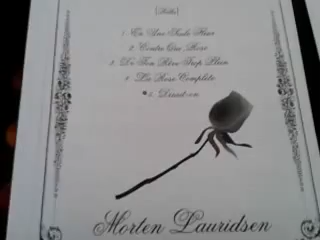 [Rilke]
1. En Une Seule Fleur
2. Contre Qui, Rose
3. De Ton Rêve Trop Plein
4. La Rose Complète
*5. Dirait-on
Morten Lauridsen